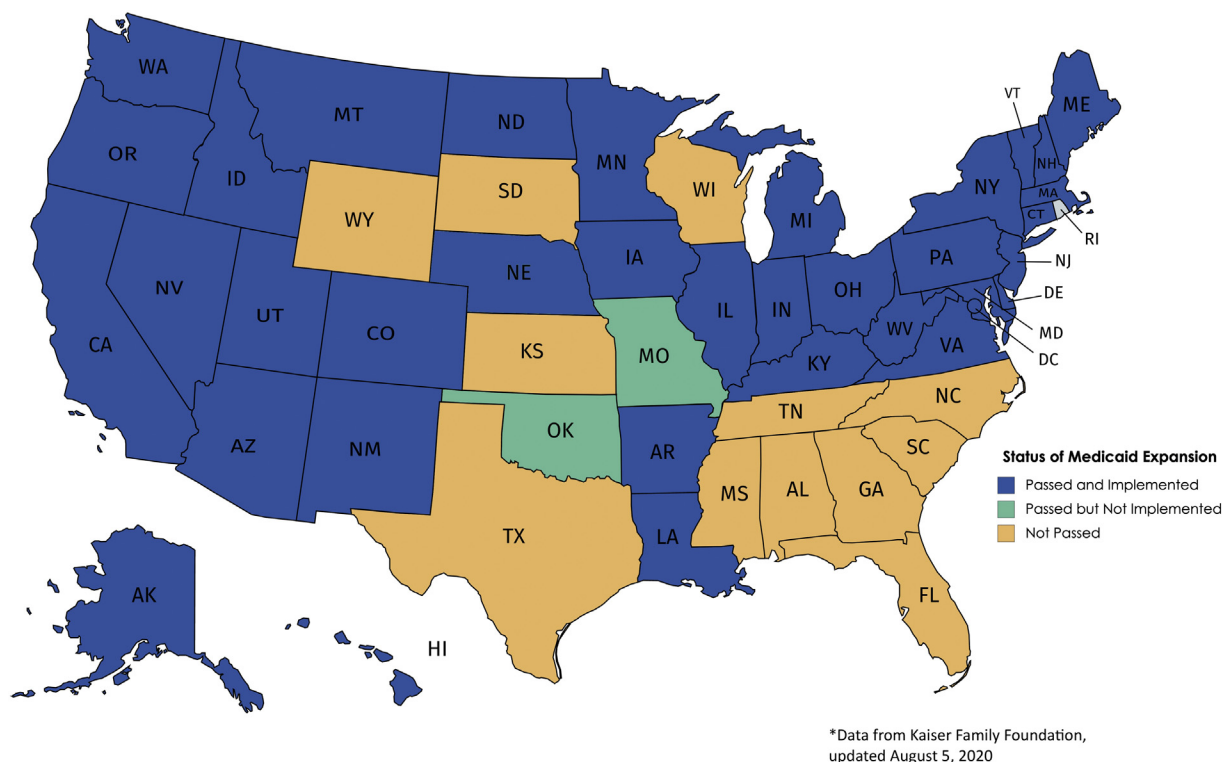 WA
MT
ND
MN
OR
ID
WY
SD
WI
MI
VT
ME
NH
NY
MA
CT
RI
NV
UT
CO
NE
IA
IL
IN
OH
PA
NJ
DE
MD
DC
CA
KS
MO
KY
WV
VA
AZ
NM
OK
AR
TN
NC
SC
TX
LA
MS
AL
GA
FL
AK
HI
Status of Medicaid Expansion
Passed and Implemented
Passed but Not Implemented
Not Passed
*Data from Kaiser Family Foundation,
updated August 5, 2020